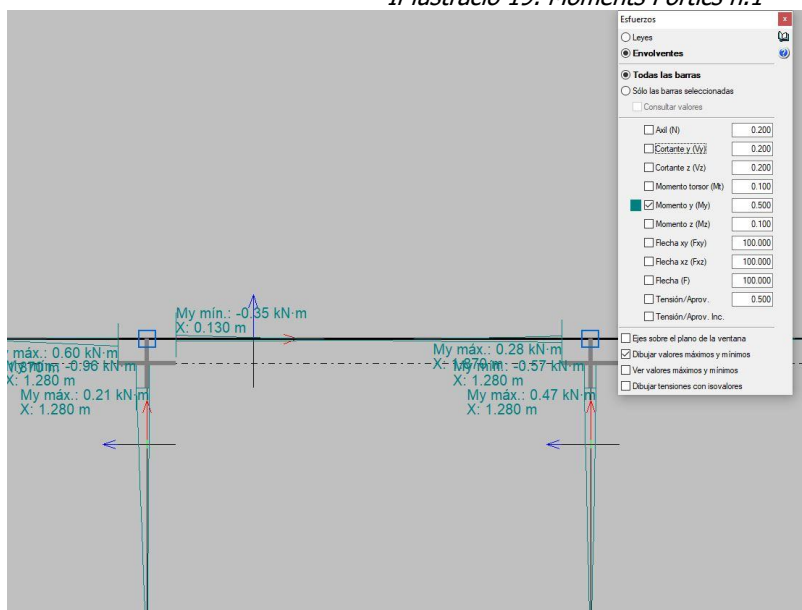 Il·lustració 19. Moments Pòrtics n.1
Esfuerzos
x
Leyes
Envolventes
Todas las barras
Sólo las barras seleccionadas
Consultar valores
Axil (N) 0.200
Cortante y (Vy) 0.200
Cortante z (Vz) 0.200
Momento torsor (Mt) 0.100
Momento y (My) 0.500
Momento z (Mz) 0.100
Flecha xy (Fxy) 100.000
Flecha xz (Fxz) 100.000
Flecha (F) 100.000
Tensión/Aprov. 0.500
Tensión/Aprov. Inc.
Ejes sobre el plano de la ventana
Dibujar valores máximos y mínimos
Ver valores máximos y mínimos
Dibujar tensiones con isovalores
My mín.: -0.35 kN·m
X: 0.130 m
máx.: 0.60 kN·m
My mín.: -0.96 kN·m
X: 1.280 m
My máx.: 0.21 kN·m
X: 1.280 m
My máx.: 0.28 kN·m
X: 1.870 m
My mín.: -0.57 kN·m
X: 1.280 m
My máx.: 0.47 kN·m
X: 1.280 m